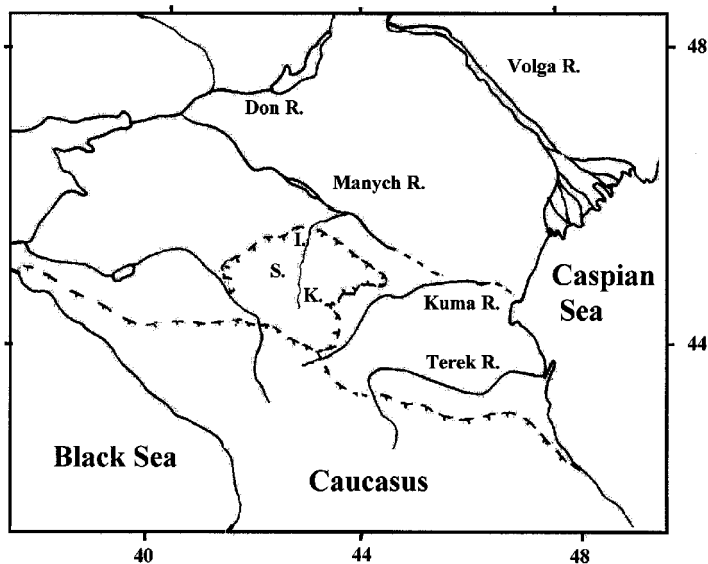 48
Volga R.
Don R.
Manych R.
I.
S.
K.
Caspian
Sea
Kuma R.
44
Terek R.
Black Sea
Caucasus
40
44
48